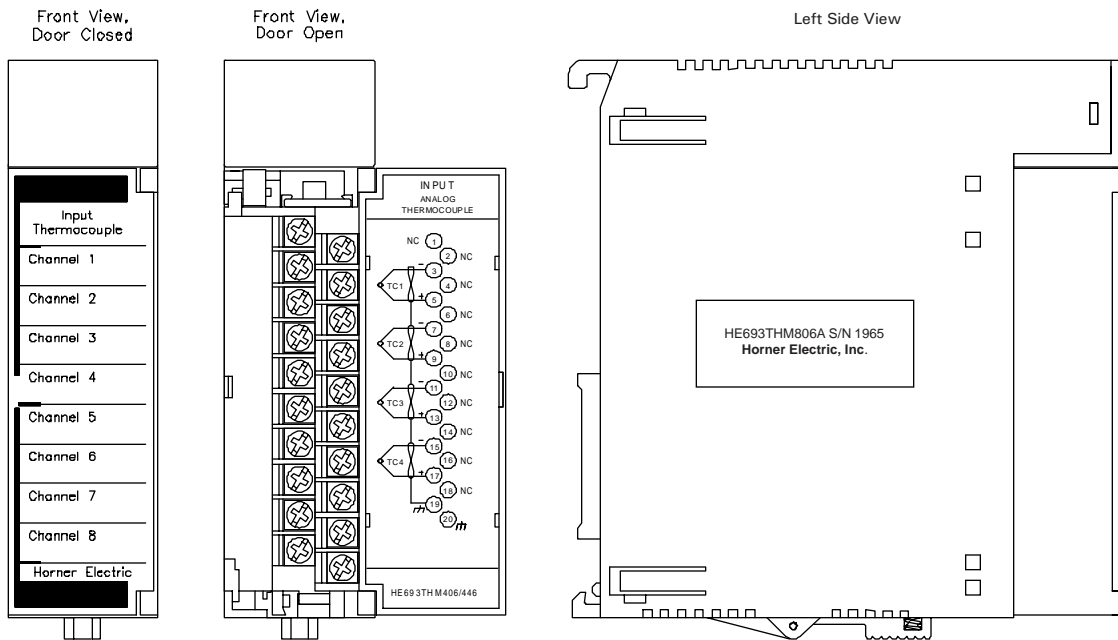 Front View,
Door Closed
Front View,
Door Open
Left Side View
Input
Thermocouple
Channel 1
Channel 2
Channel 3
Channel 4
Channel 5
Channel 6
Channel 7
Channel 8
Horner Electric
INPUT
ANALOG
THERMOCOUPLE
NC 1
2 NC
- 3
TC1
4 NC
+ 5
6 NC
- 7
TC2
8 NC
+ 9
10 NC
- 11
TC3
12 NC
+ 13
14 NC
- 15
TC4
16 NC
+ 17
18 NC
19
20
HE693THM406/446
HE693THM806A S/N 1965
Horner Electric, Inc.